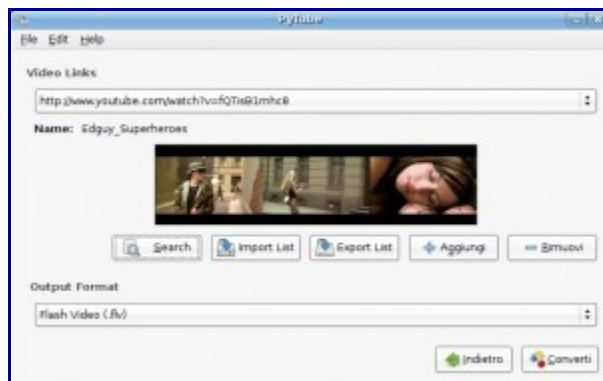 PyTube
File Edit Help
Video Links
http://www.youtube.com/watch?v=fQTisB1mhc8
Name: Edguy_Superheroes
Search Import List Export List Aggiungi Rimuovi
Output Format
Flash Video (.flv)
Indietro Converti